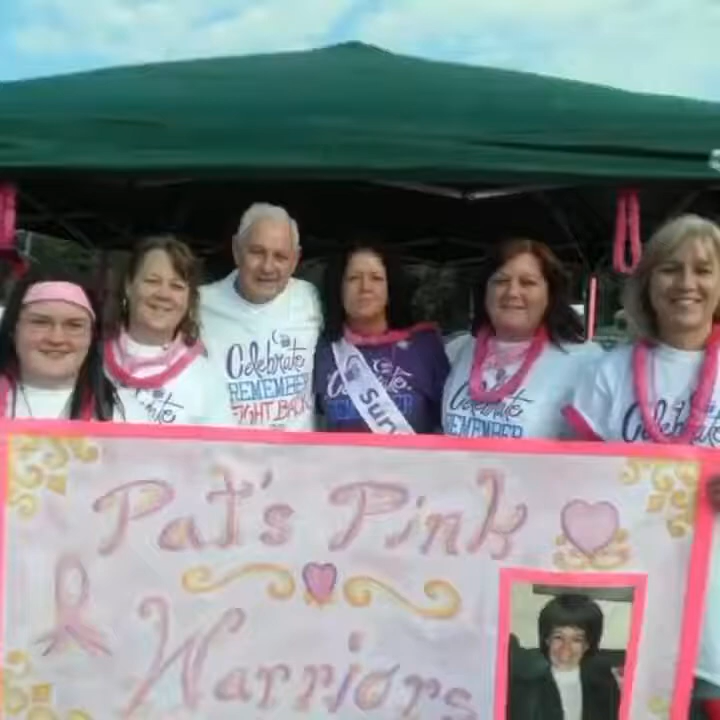 Celebrate
REMEMBER
FIGHT BACK
Celebrate
REMEMBER
Celebrate
Pat's Pink
Warriors